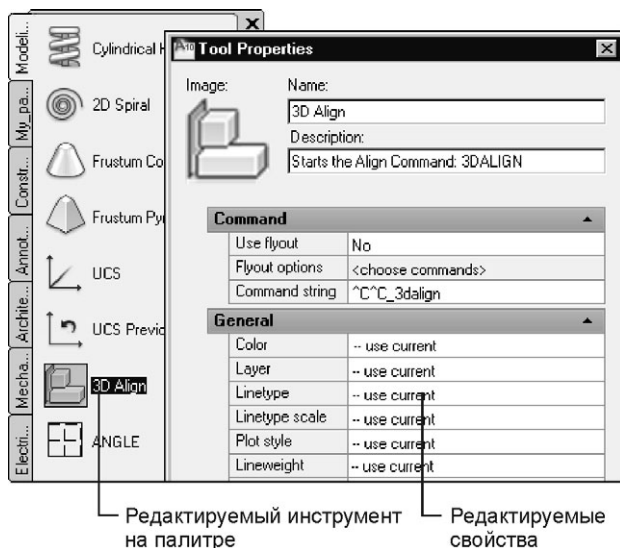 Modeli...
My_pa...
Constr...
Annot...
Archite...
Mecha...
Electri...
Cylindrical
2D Spiral
Frustum Co
Frustum Py
UCS
UCS Previo
3D Align
ANGLE
Tool Properties
Image:
Name:
3D Align
Description:
Starts the Align Command: 3DALIGN
Command
Use flyout No
Flyout options <choose commands>
Command string ^C^C_3dalign
General
Color -- use current
Layer -- use current
Linetype -- use current
Linetype scale -- use current
Plot style -- use current
Lineweight -- use current
Редактируемый инструмент
на палитре
Редактируемые
свойства